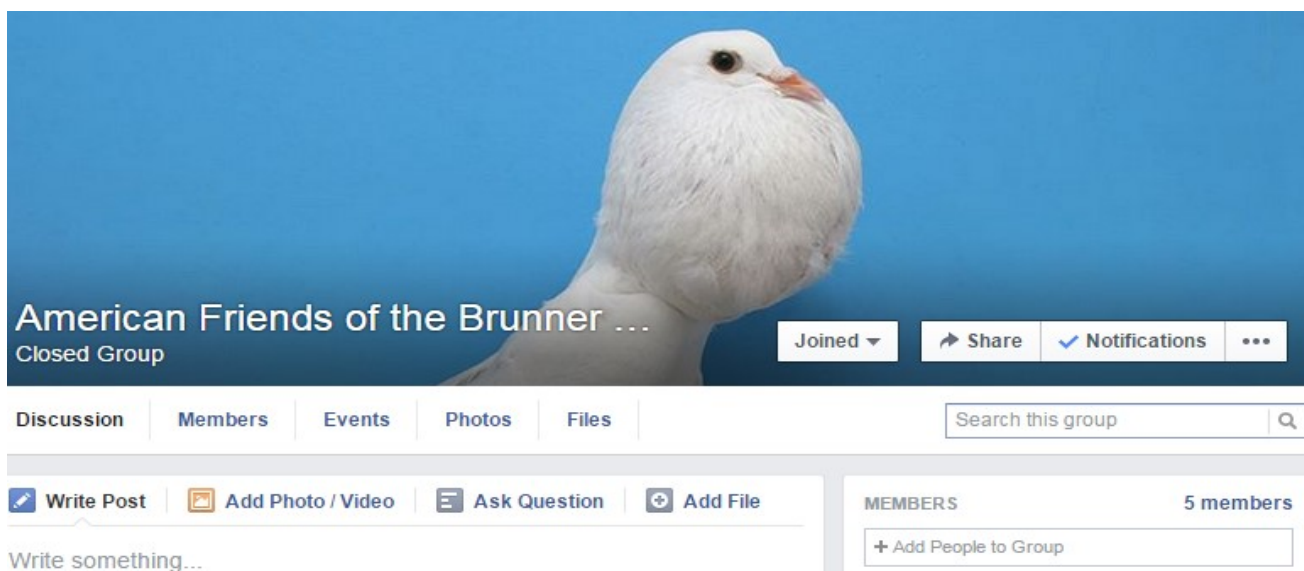 American Friends of the Brunner ...
Closed Group
Joined Share Notifications
Discussion Members Events Photos Files
Search this group
Write Post Add Photo / Video Ask Question Add File
MEMBERS 5 members
Write something...
+ Add People to Group